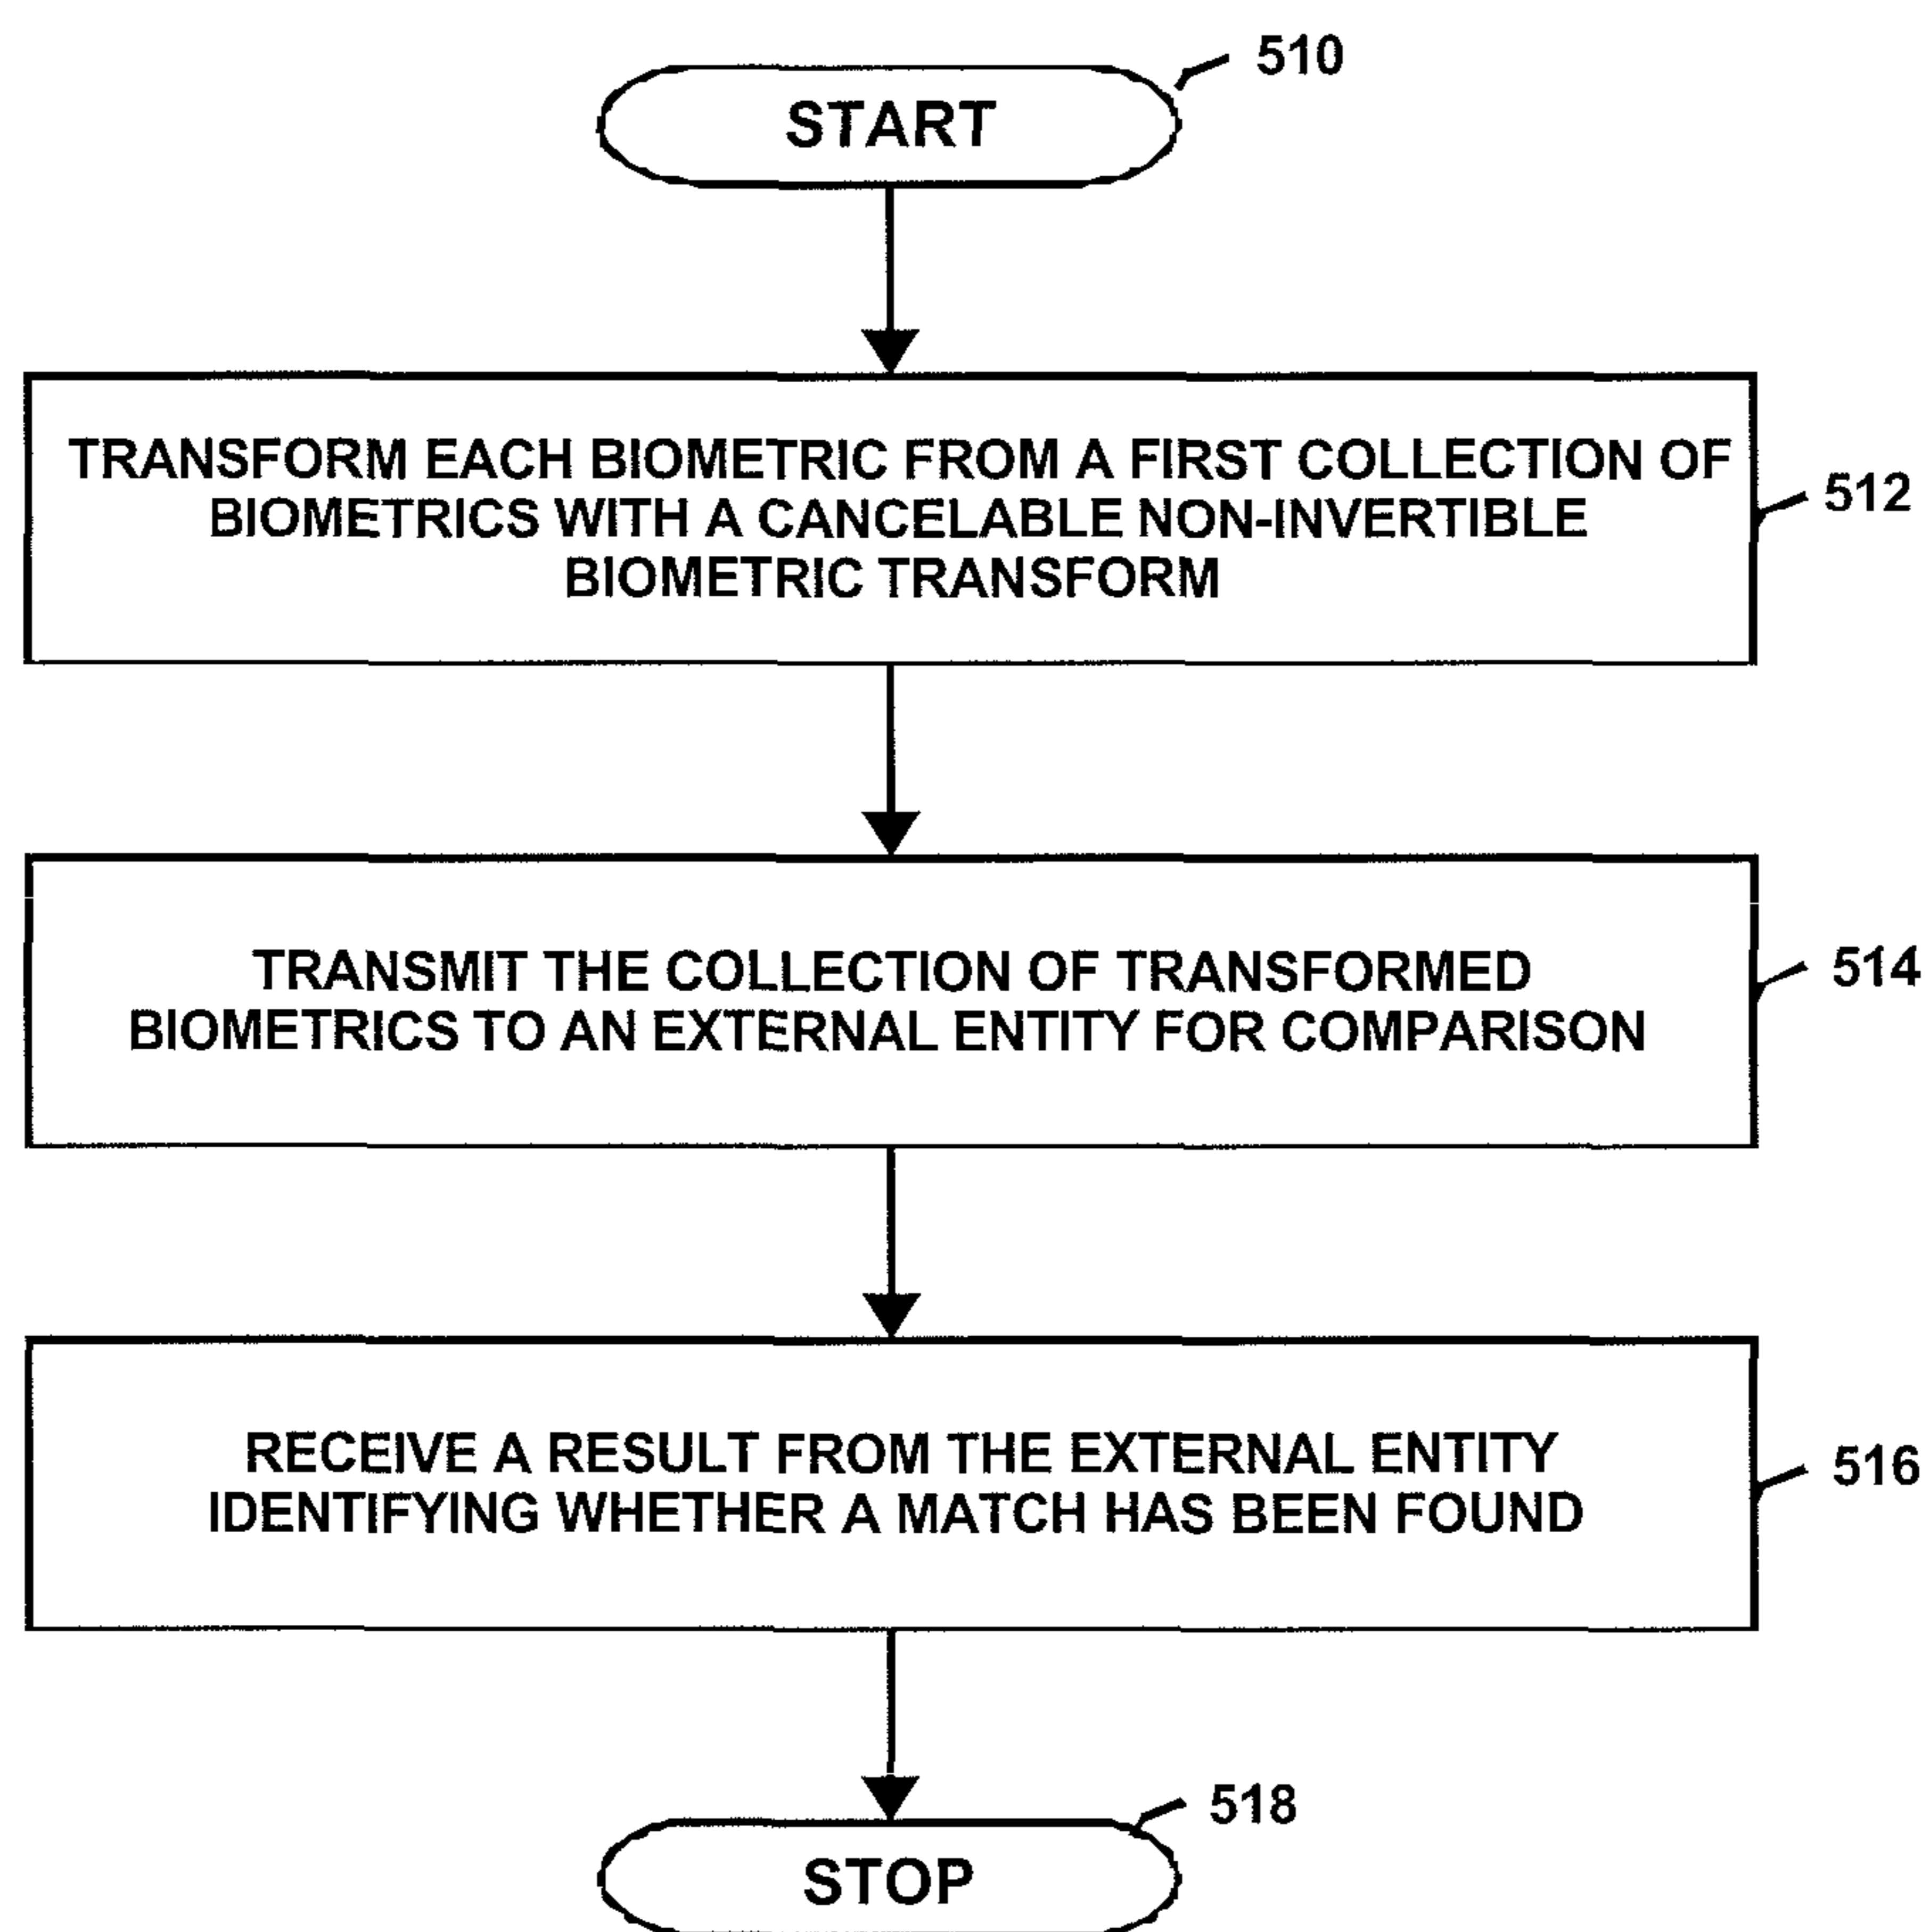 510
START
TRANSFORM EACH BIOMETRIC FROM A FIRST COLLECTION OF
BIOMETRICS WITH A CANCELABLE NON-INVERTIBLE
BIOMETRIC TRANSFORM
512
TRANSMIT THE COLLECTION OF TRANSFORMED
BIOMETRICS TO AN EXTERNAL ENTITY FOR COMPARISON
514
RECEIVE A RESULT FROM THE EXTERNAL ENTITY
IDENTIFYING WHETHER A MATCH HAS BEEN FOUND
516
518
STOP